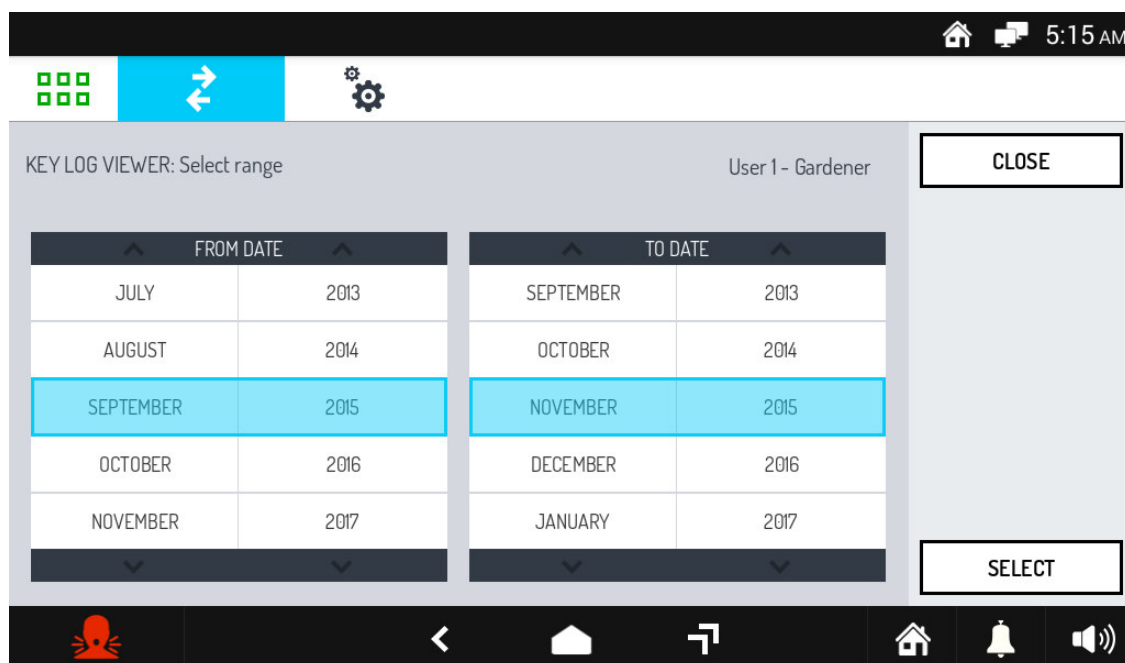 5:15 AM
KEY LOG VIEWER: Select range
User 1 - Gardener
CLOSE
FROM DATE
TO DATE
JULY 2013 SEPTEMBER 2013
AUGUST 2014 OCTOBER 2014
SEPTEMBER 2015 NOVEMBER 2015
OCTOBER 2016 DECEMBER 2016
NOVEMBER 2017 JANUARY 2017
SELECT